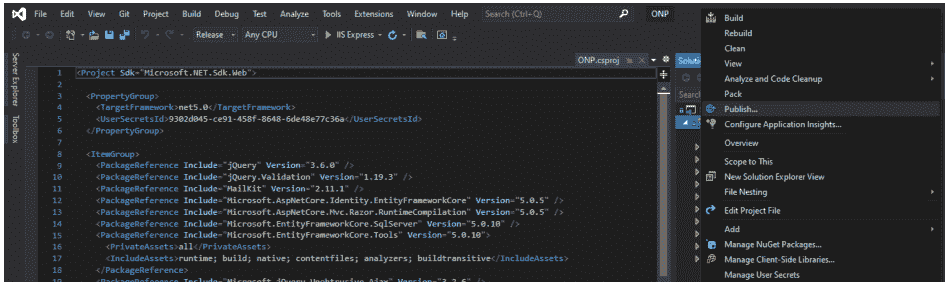 File Edit View Git Project Build Debug Test Analyze Tools Extensions Window Help Search (Ctrl+Q) ONP
Release Any CPU IIS Express
Server Explorer
Toolbox
ONP.csproj
1 <Project Sdk="Microsoft.NET.Sdk.Web">
2
3 <PropertyGroup>
4 <TargetFramework>net5.0</TargetFramework>
5 <UserSecretsId>9302d045-ce91-458f-8648-6de48e77c36a</UserSecretsId>
6 </PropertyGroup>
7
8 <ItemGroup>
9 <PackageReference Include="jQuery" Version="3.6.0" />
10 <PackageReference Include="jQuery.Validation" Version="1.19.3" />
11 <PackageReference Include="MailKit" Version="2.11.1" />
12 <PackageReference Include="Microsoft.AspNetCore.Identity.EntityFrameworkCore" Version="5.0.5" />
13 <PackageReference Include="Microsoft.AspNetCore.Mvc.Razor.RuntimeCompilation" Version="5.0.5" />
14 <PackageReference Include="Microsoft.EntityFrameworkCore.SqlServer" Version="5.0.10" />
15 <PackageReference Include="Microsoft.EntityFrameworkCore.Tools" Version="5.0.10">
16 <PrivateAssets>all</PrivateAssets>
17 <IncludeAssets>runtime; build; native; contentfiles; analyzers; buildtransitive</IncludeAssets>
18 </PackageReference>
Solutio
Search
Build
Rebuild
Clean
View
Analyze and Code Cleanup
Pack
Publish...
Configure Application Insights...
Overview
Scope to This
New Solution Explorer View
File Nesting
Edit Project File
Add
Manage NuGet Packages...
Manage Client-Side Libraries...
Manage User Secrets